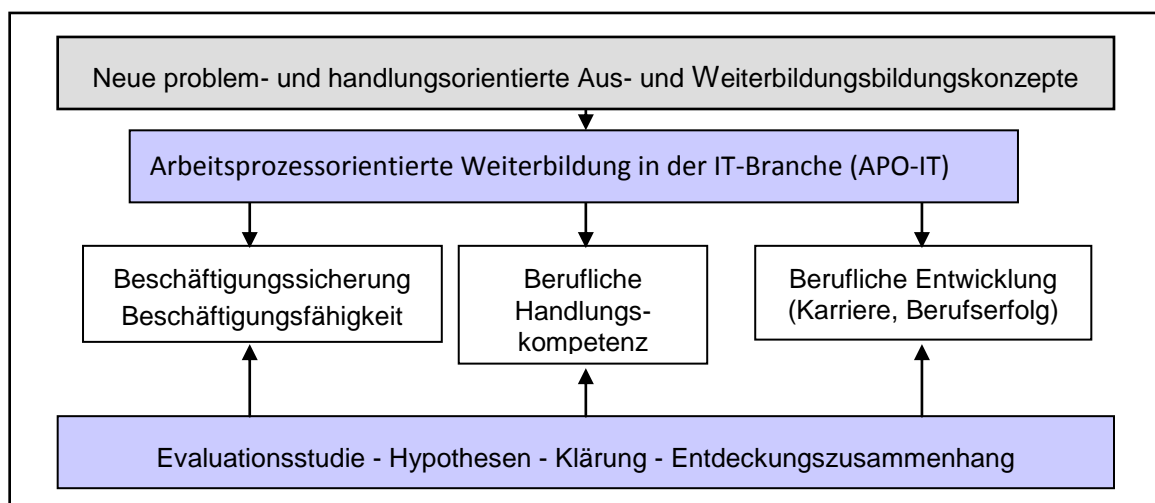 Neue problem- und handlungsorientierte Aus- und Weiterbildungsbildungskonzepte
Arbeitsprozessorientierte Weiterbildung in der IT-Branche (APO-IT)
Beschäftigungssicherung
Beschäftigungsfähigkeit
Berufliche
Handlungs-
kompetenz
Berufliche Entwicklung
(Karriere, Berufserfolg)
Evaluationsstudie - Hypothesen - Klärung - Entdeckungszusammenhang